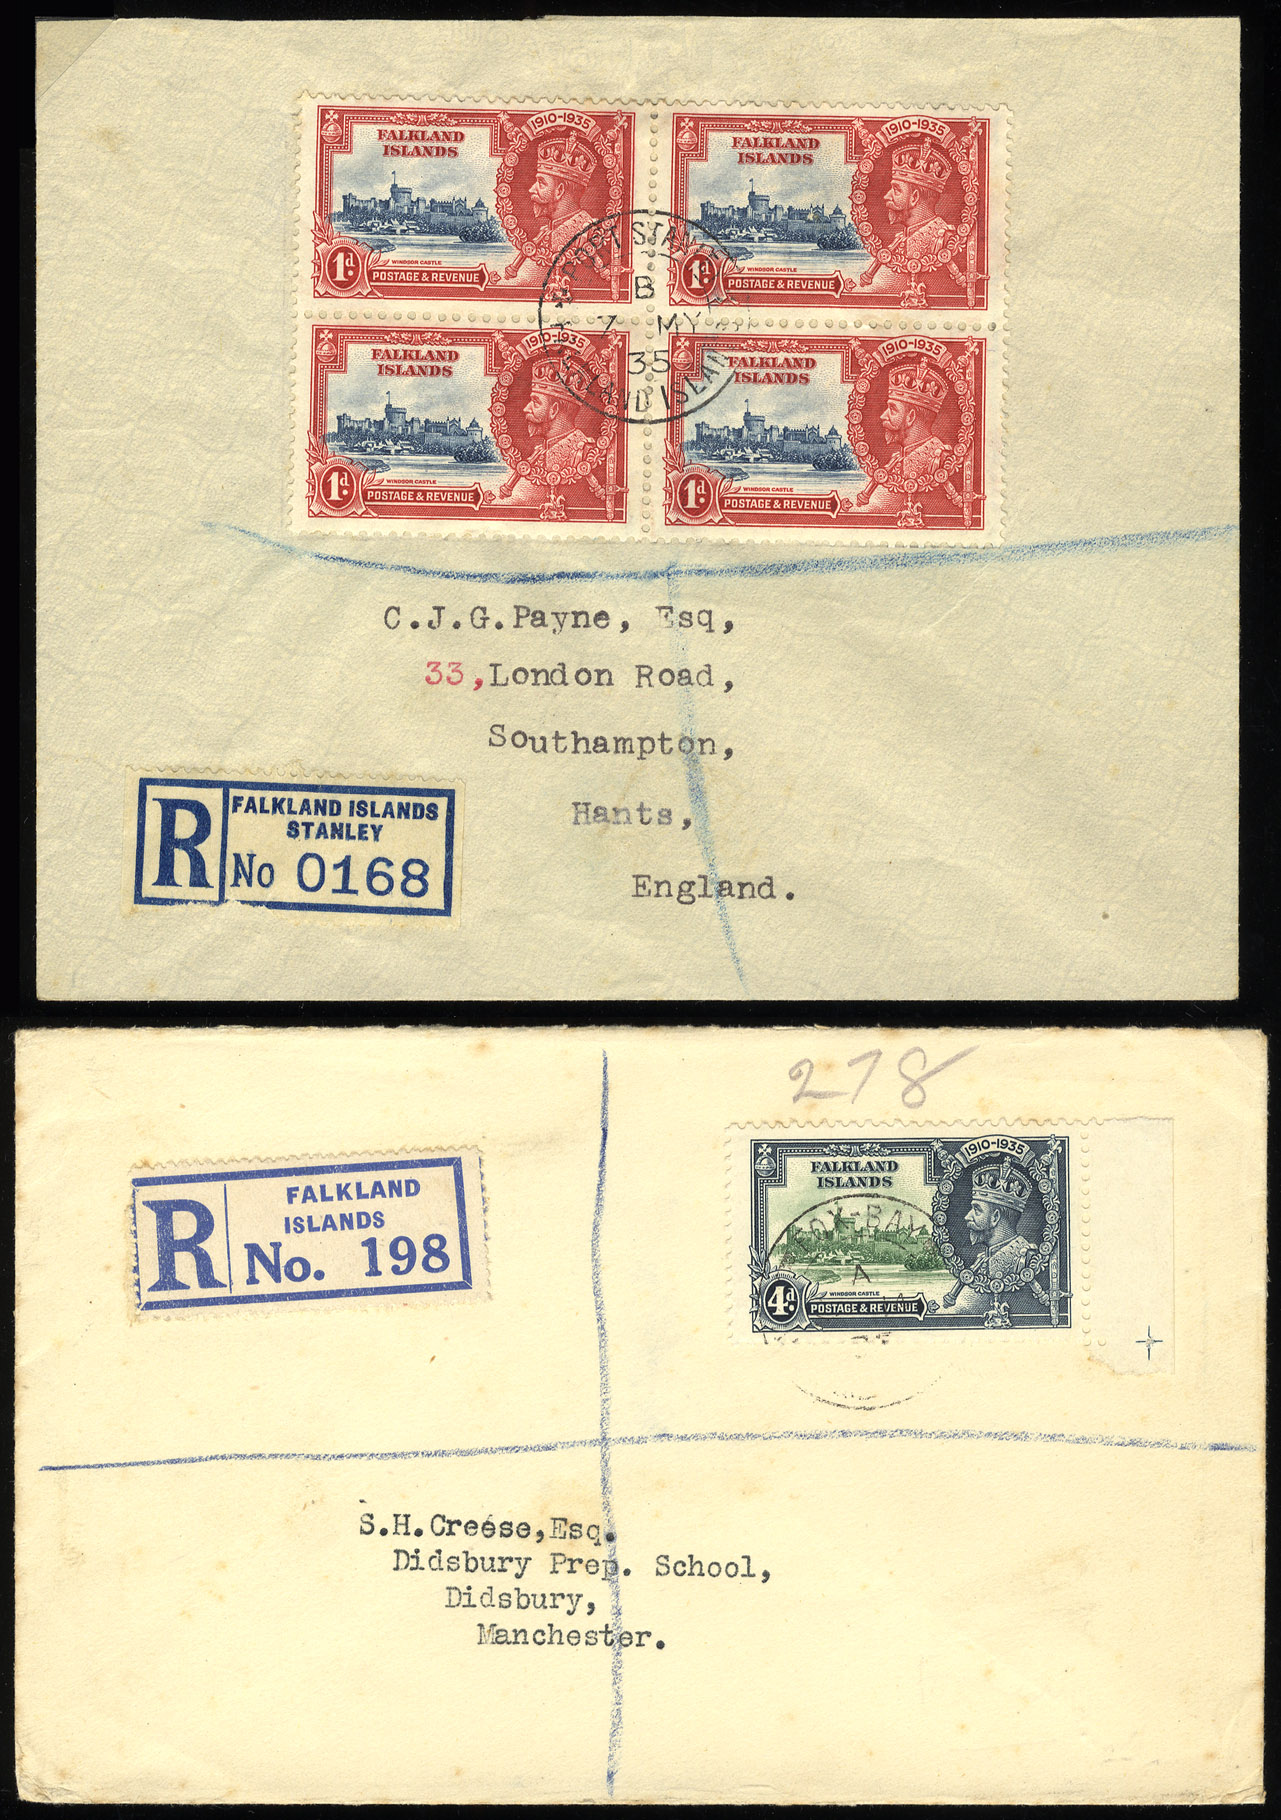 FALKLAND
ISLANDS
1910-1935
WINDSOR CASTLE
1d.
POSTAGE & REVENUE
FALKLAND
ISLANDS
1910-1935
WINDSOR CASTLE
1d.
POSTAGE & REVENUE
B
7 MY
35
FALKLAND
ISLANDS
1910-1935
WINDSOR CASTLE
1d.
POSTAGE & REVENUE
FALKLAND
ISLANDS
1910-1935
WINDSOR CASTLE
1d.
POSTAGE & REVENUE
C.J.G.Payne, Esq,
33,London Road,
Southampton,
Hants,
England.
R
FALKLAND ISLANDS
STANLEY
No 0168
278
R
FALKLAND
ISLANDS
No. 198
FALKLAND
ISLANDS
1910-1935
A
WINDSOR CASTLE
4d.
POSTAGE & REVENUE
S.H.Creése,Esq.
Didsbury Prep. School,
Didsbury,
Manchester.